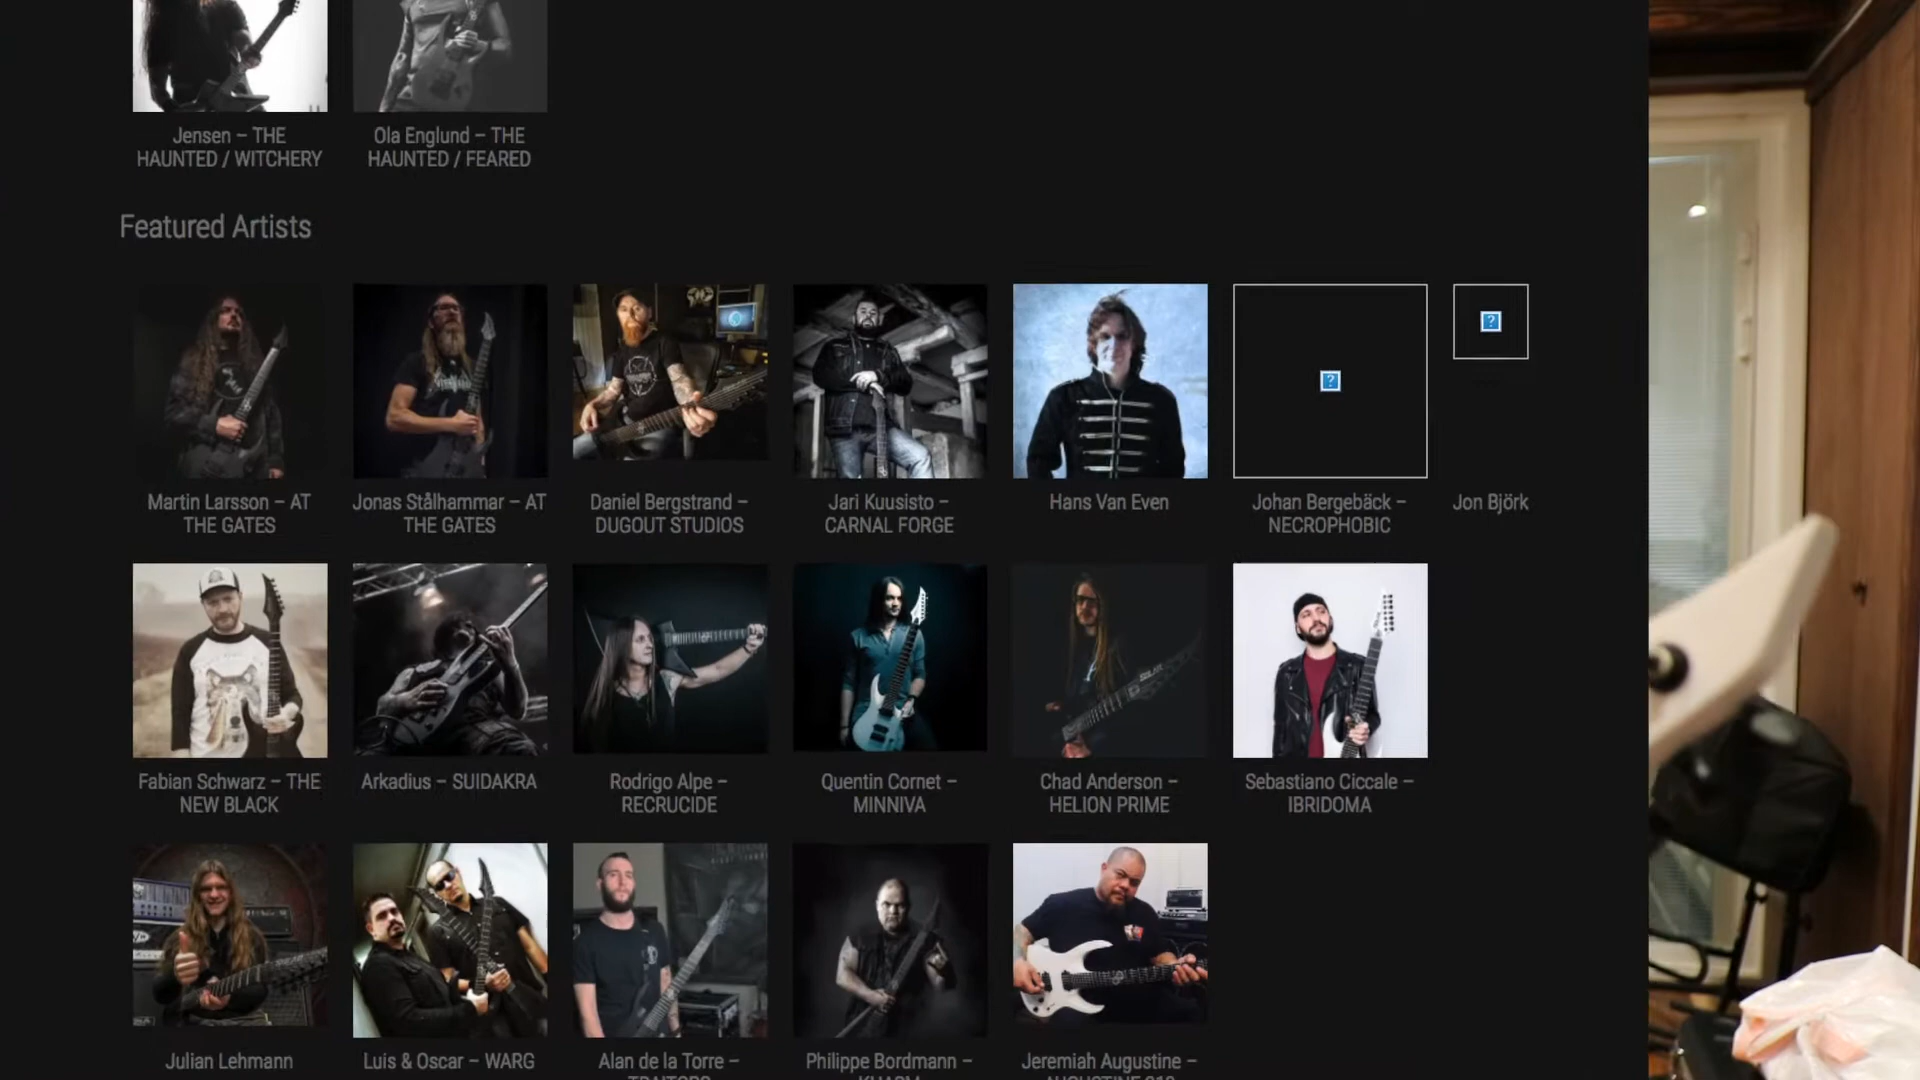 Jensen – THE
HAUNTED / WITCHERY
Ola Englund – THE
HAUNTED / FEARED
Featured Artists
Martin Larsson – AT
THE GATES
Jonas Stålhammar – AT
THE GATES
Daniel Bergstrand –
DUGOUT STUDIOS
Jari Kuusisto –
CARNAL FORGE
Hans Van Even
Johan Bergebäck –
NECROPHOBIC
Jon Björk
Fabian Schwarz – THE
NEW BLACK
Arkadius – SUIDAKRA
Rodrigo Alpe –
RECRUCIDE
Quentin Cornet –
MINNIVA
Chad Anderson –
HELION PRIME
Sebastiano Ciccale –
IBRIDOMA
Julian Lehmann
Luis & Oscar – WARG
Alan de la Torre –
Philippe Bordmann –
Jeremiah Augustine –